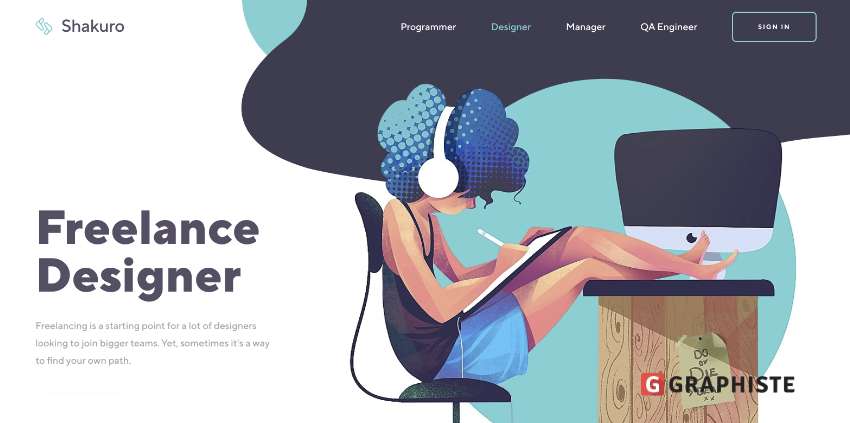 Shakuro
Programmer Designer Manager QA Engineer SIGN IN
Freelance
Designer
Freelancing is a starting point for a lot of designers
looking to join bigger teams. Yet, sometimes it's a way
to find your own path.
DO
OR
DIE
G GRAPHISTE